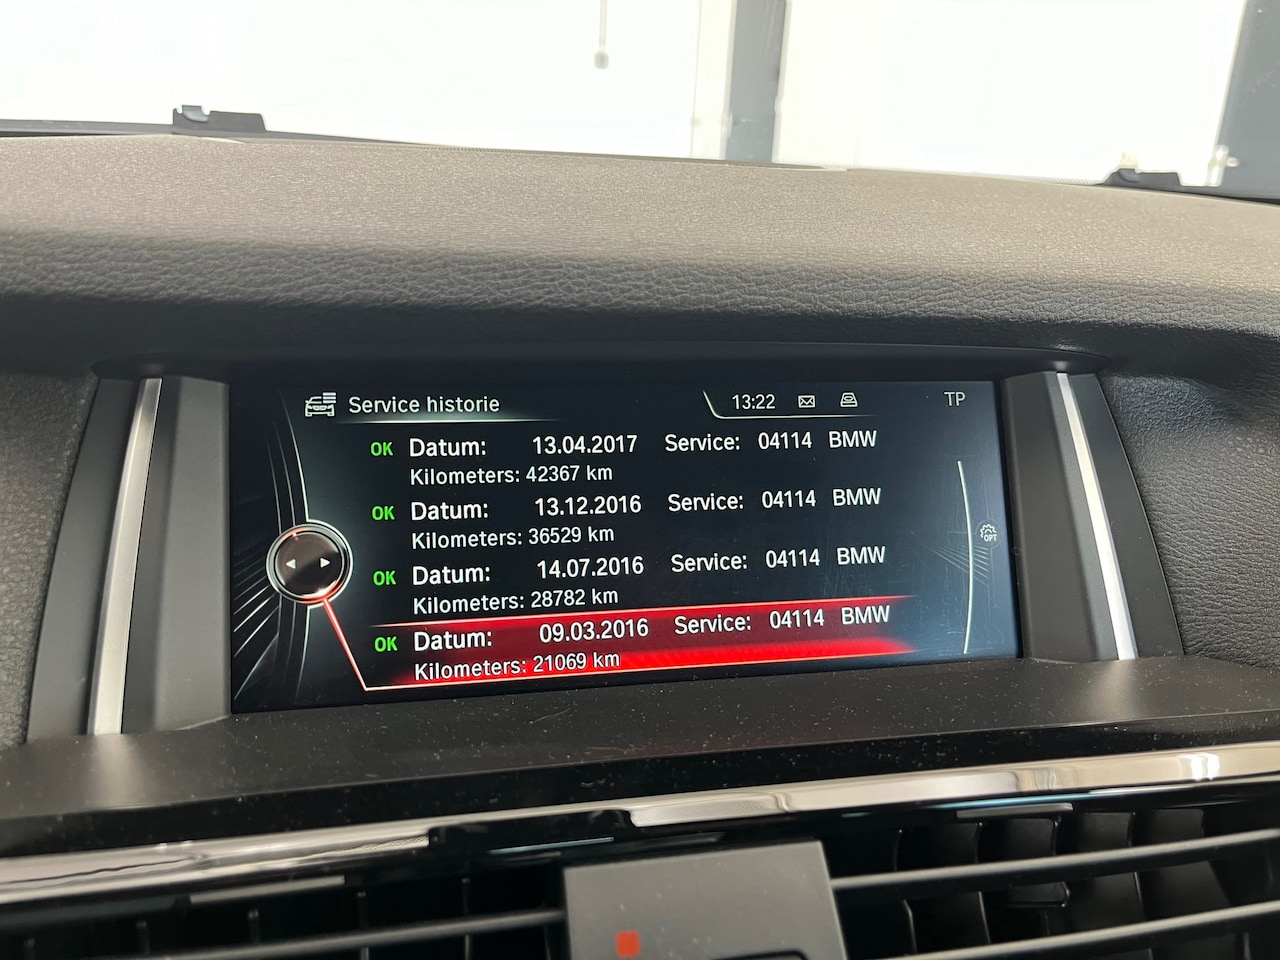 Service historie 13:22 TP
OK Datum: 13.04.2017 Service: 04114 BMW
Kilometers: 42367 km
OK Datum: 13.12.2016 Service: 04114 BMW
Kilometers: 36529 km
OPT
OK Datum: 14.07.2016 Service: 04114 BMW
Kilometers: 28782 km
OK Datum: 09.03.2016 Service: 04114 BMW
Kilometers: 21069 km